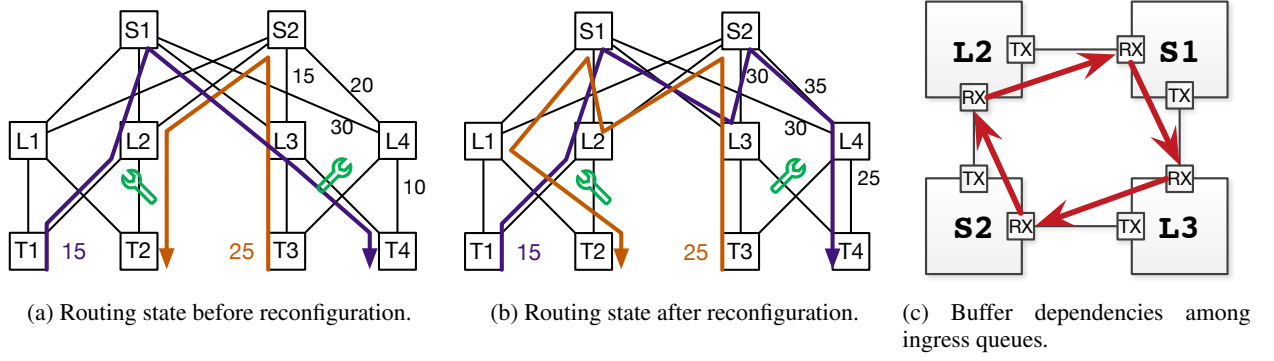 S1 S2
15
20
30
L1 L2 L3 L4
10
T1 15 T2 25 T3 T4
(a) Routing state before reconfiguration.
S1 S2
30
35
30
L1 L2 L3 L4
25
T1 15 T2 25 T3 T4
(b) Routing state after reconfiguration.
L2 TX RX S1
RX TX
TX RX
S2 RX TX L3
(c) Buffer dependencies among
ingress queues.